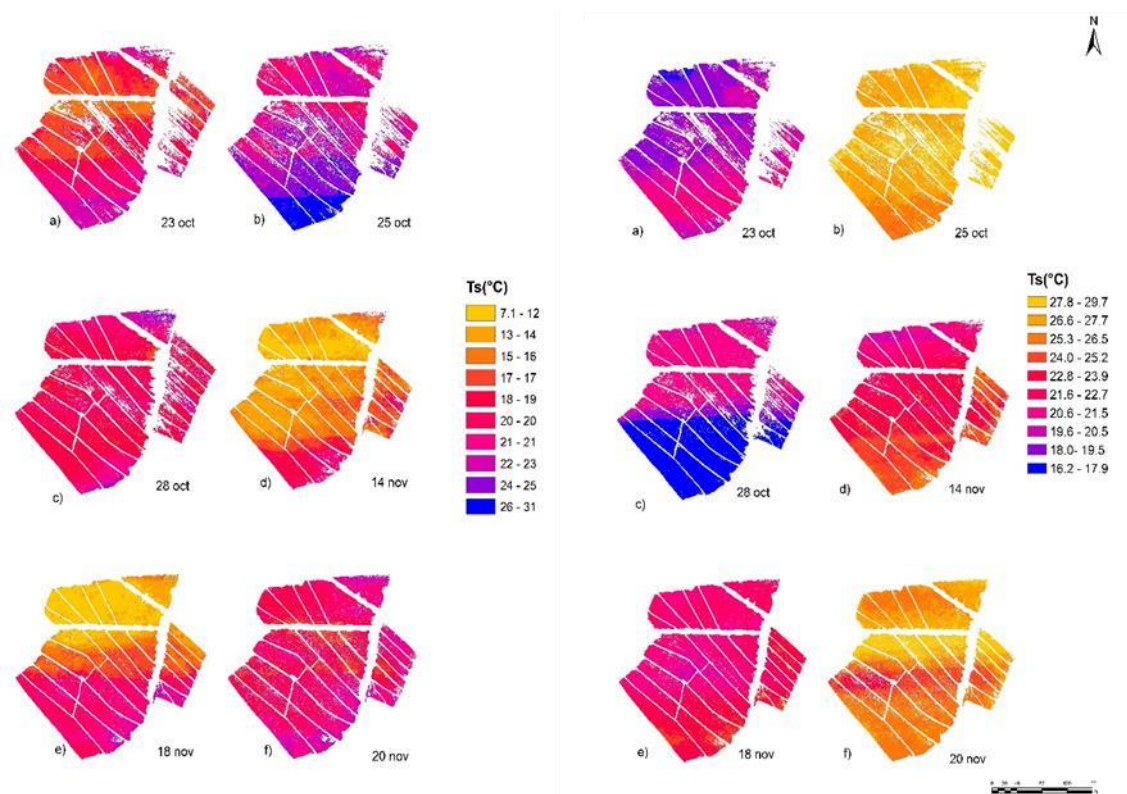 N
a) 23 oct
b) 25 oct
a) 23 oct
b) 25 oct
c) 28 oct
d) 14 nov
Ts(°C)
7.1 - 12
13 - 14
15 - 16
17 - 17
18 - 19
20 - 20
21 - 21
22 - 23
24 - 25
26 - 31
c) 28 oct
d) 14 nov
Ts(°C)
27.8 - 29.7
26.6 - 27.7
25.3 - 26.5
24.0 - 25.2
22.8 - 23.9
21.6 - 22.7
20.6 - 21.5
19.6 - 20.5
18.0- 19.5
16.2 - 17.9
e) 18 nov
f) 20 nov
e) 18 nov
f) 20 nov